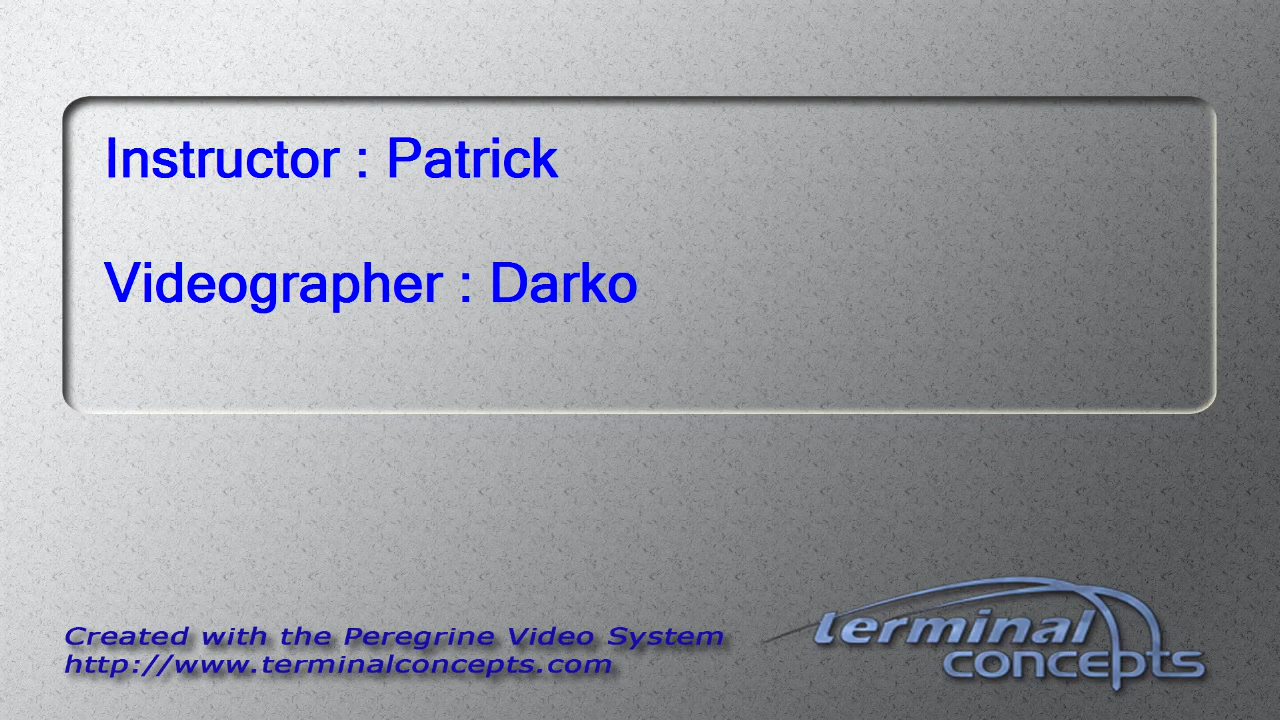 Instructor : Patrick
Videographer : Darko
Created with the Peregrine Video System
http://www.terminalconcepts.com
terminal
concepts